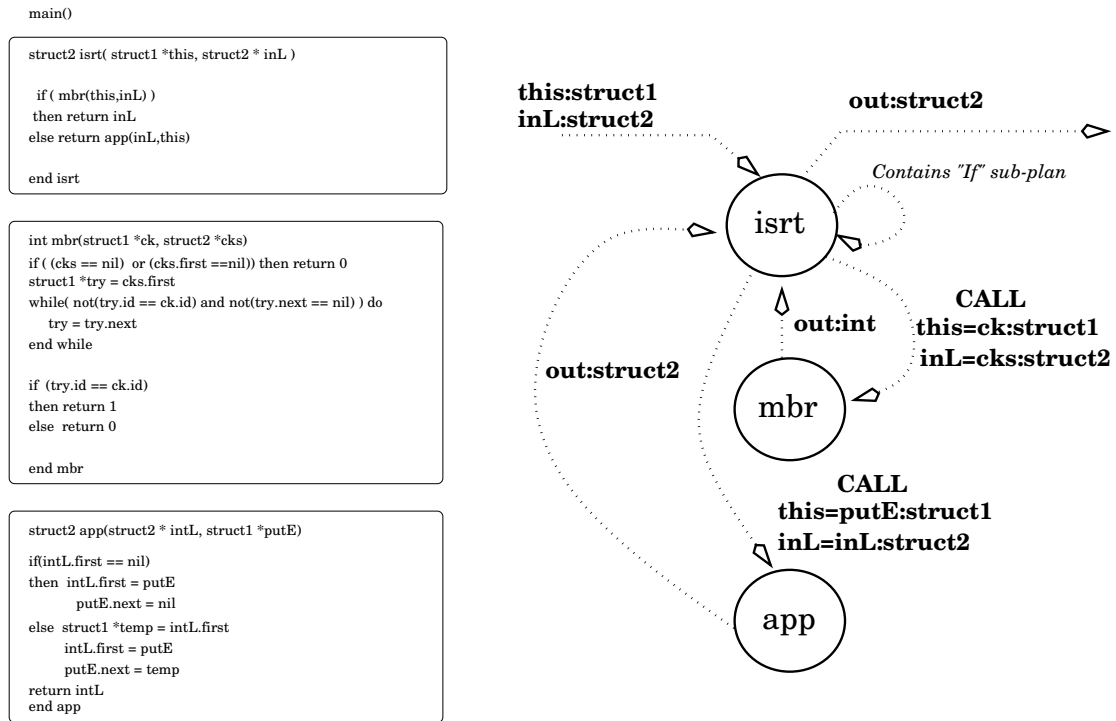 main()
struct2 isrt( struct1 *this, struct2 * inL )
if ( mbr(this,inL) )
then return inL
else return app(inL,this)
end isrt
int mbr(struct1 *ck, struct2 *cks)
if ( (cks == nil) or (cks.first ==nil)) then return 0
struct1 *try = cks.first
while( not(try.id == ck.id) and not(try.next == nil) ) do
try = try.next
end while
if (try.id == ck.id)
then return 1
else return 0
end mbr
struct2 app(struct2 * intL, struct1 *putE)
if(intL.first == nil)
then intL.first = putE
putE.next = nil
else struct1 *temp = intL.first
intL.first = putE
putE.next = temp
return intL
end app
this:struct1
inL:struct2
out:struct2
Contains "If" sub-plan
isrt
CALL
this=ck:struct1
inL=cks:struct2
out:int
out:struct2
mbr
CALL
this=putE:struct1
inL=inL:struct2
app